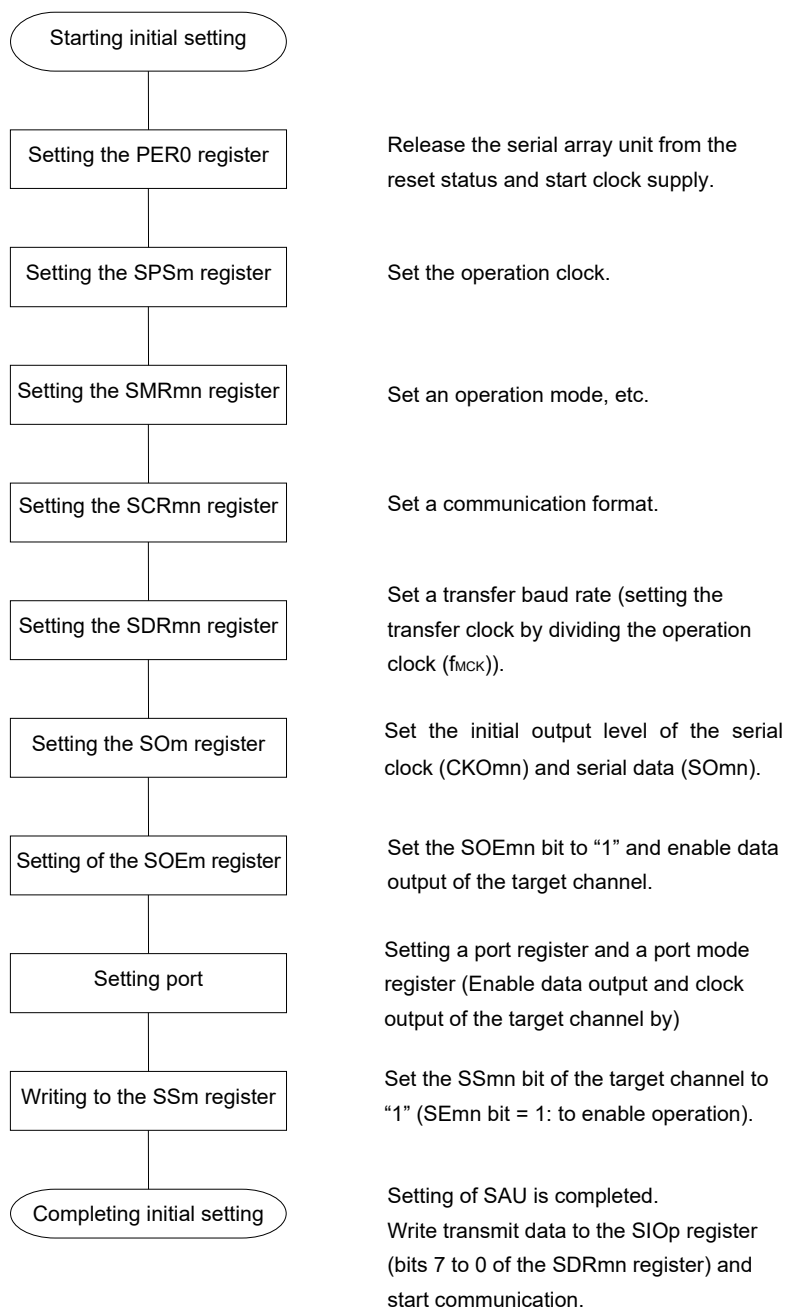 Starting initial setting
Setting the PER0 register
Release the serial array unit from the
reset status and start clock supply.
Setting the SPSm register
Set the operation clock.
Setting the SMRmn register
Set an operation mode, etc.
Setting the SCRmn register
Set a communication format.
Setting the SDRmn register
Set a transfer baud rate (setting the
transfer clock by dividing the operation
clock (fMCK)).
Setting the SOm register
Set the initial output level of the serial
clock (CKOmn) and serial data (SOmn).
Setting of the SOEm register
Set the SOEmn bit to “1” and enable data
output of the target channel.
Setting port
Setting a port register and a port mode
register (Enable data output and clock
output of the target channel by)
Writing to the SSm register
Set the SSmn bit of the target channel to
“1” (SEmn bit = 1: to enable operation).
Completing initial setting
Setting of SAU is completed.
Write transmit data to the SIOp register
(bits 7 to 0 of the SDRmn register) and
start communication.